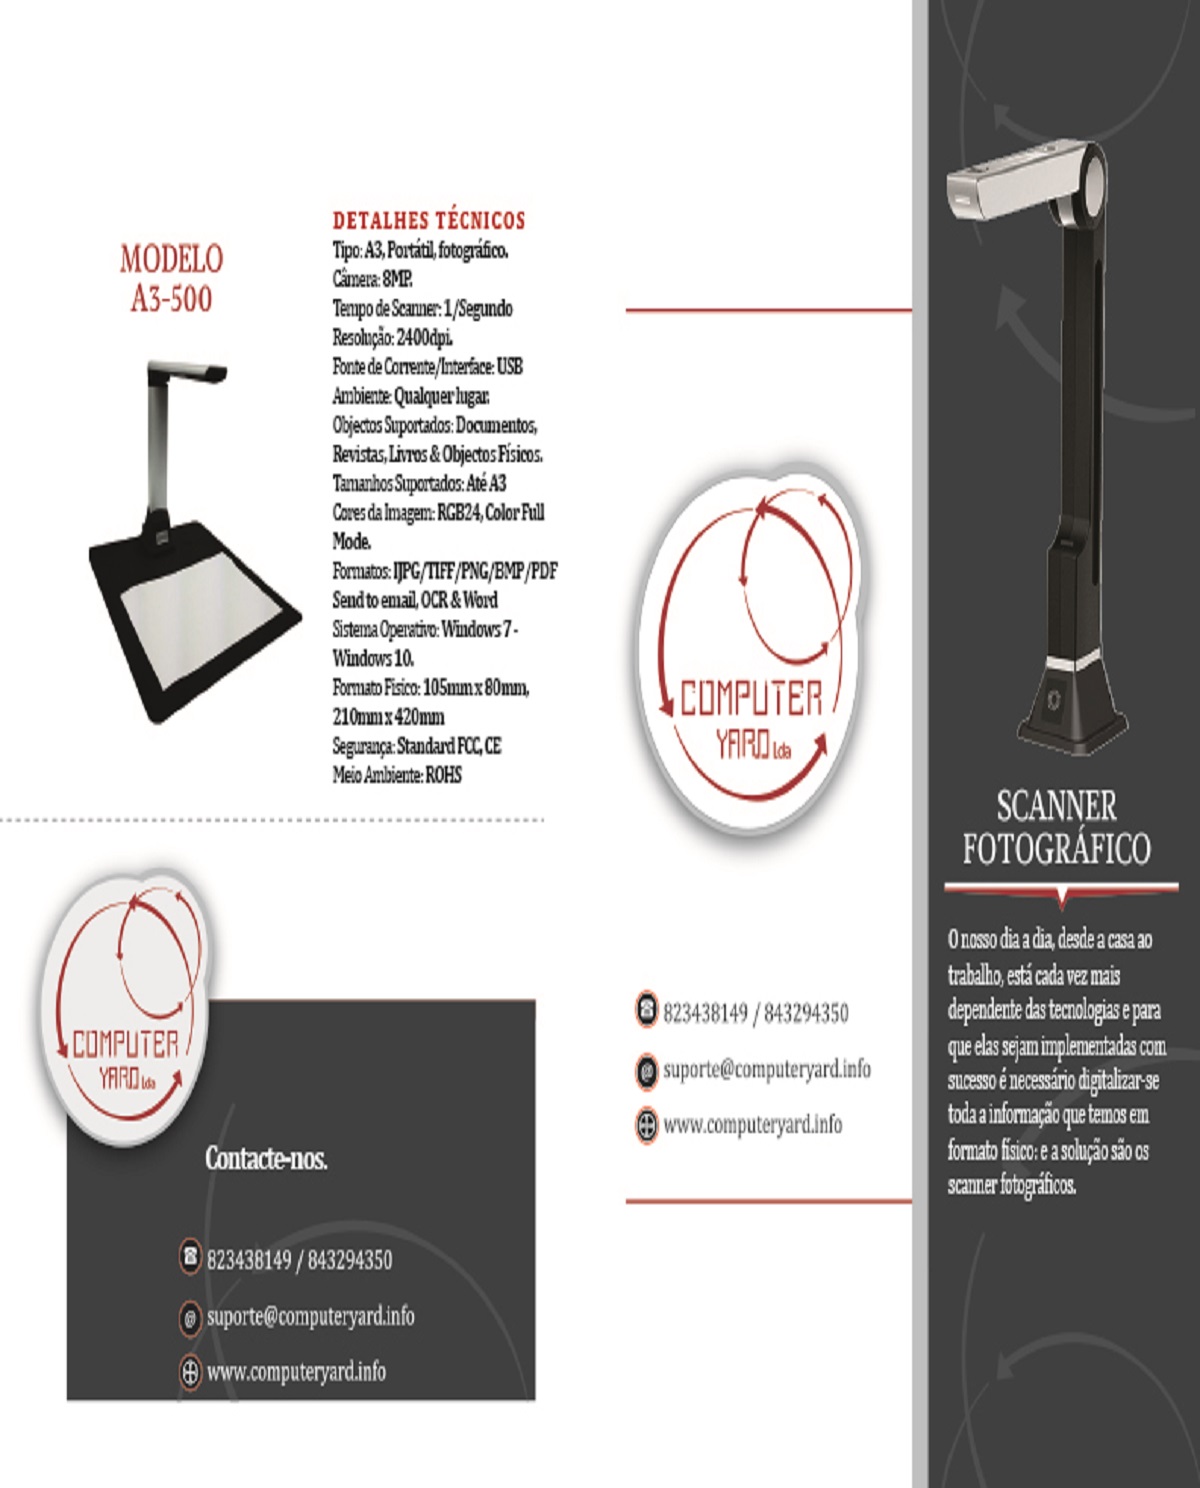 MODELO
A3-500
DETALHES TÉCNICOS
Tipo: A3, Portátil, fotográfico.
Câmera: 8MP.
Tempo de Scanner: 1/Segundo
Resolução: 2400dpi.
Fonte de Corrente/Interface: USB
Ambiente: Qualquer lugar.
Objectos Suportados: Documentos,
Revistas, Livros & Objectos Físicos.
Tamanhos Suportados: Até A3
Cores da Imagem: RGB24, Color Full
Mode.
Formatos: IJPG/TIFF/PNG/BMP/PDF
Send to email, OCR & Word
Sistema Operativo: Windows 7 -
Windows 10.
Formato Fisico: 105mm x 80mm,
210mm x 420mm
Segurança: Standard FCC, CE
Meio Ambiente: ROHS
COMPUTER
YARD Lda
Contacte-nos.
823438149 / 843294350
suporte@computeryard.info
www.computeryard.info
COMPUTER
YARD Lda
823438149 / 843294350
suporte@computeryard.info
www.computeryard.info
SCANNER
FOTOGRÁFICO
O nosso dia a dia, desde a casa ao
trabalho, está cada vez mais
dependente das tecnologias e para
que elas sejam implementadas com
sucesso é necessário digitalizar-se
toda a informação que temos em
formato físico: e a solução são os
scanner fotográficos.